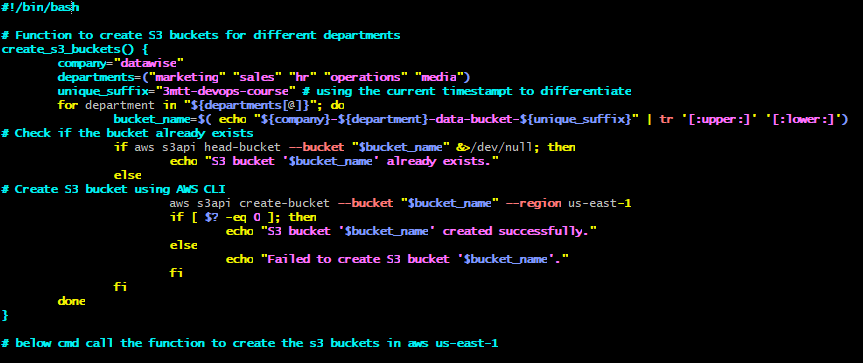 #!/bin/bash

# Function to create S3 buckets for different departments
create_s3_buckets() {
        company="datawise"
        departments=("marketing" "sales" "hr" "operations" "media")
        unique_suffix="3mtt-devops-course" # using the current timestampt to differentiate
        for department in "${departments[@]}"; do
                bucket_name=$( echo "${company}-${department}-data-bucket-${unique_suffix}" | tr '[:upper:]' '[:lower:]')
# Check if the bucket already exists
                if aws s3api head-bucket --bucket "$bucket_name" &>/dev/null; then
                        echo "S3 bucket '$bucket_name' already exists."
                else
# Create S3 bucket using AWS CLI
                        aws s3api create-bucket --bucket "$bucket_name" --region us-east-1
                        if [ $? -eq 0 ]; then
                                echo "S3 bucket '$bucket_name' created successfully."
                        else
                                echo "Failed to create S3 bucket '$bucket_name'."
                        fi
                fi
        done
}

# below cmd call the function to create the s3 buckets in aws us-east-1